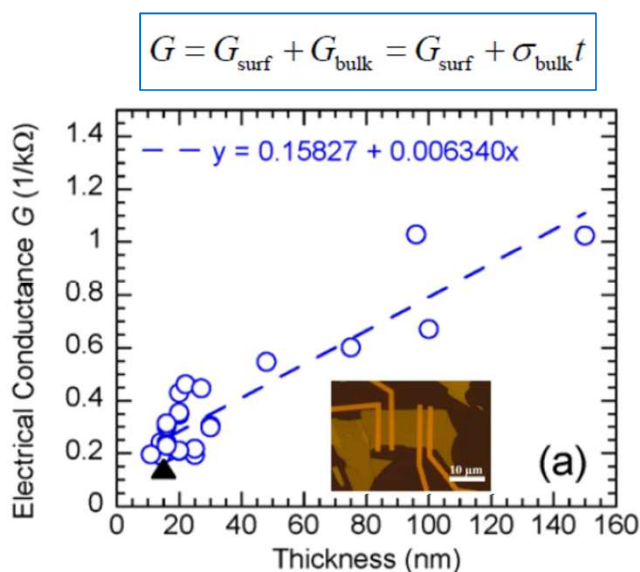 G = G_surf + G_bulk = G_surf + σ_bulk t
y = 0.15827 + 0.006340x
Electrical Conductance G (1/kΩ)
1.4
1.2
1
0.8
0.6
0.4
0.2
0
10 µm
(a)
0 20 40 60 80 100 120 140 160
Thickness (nm)